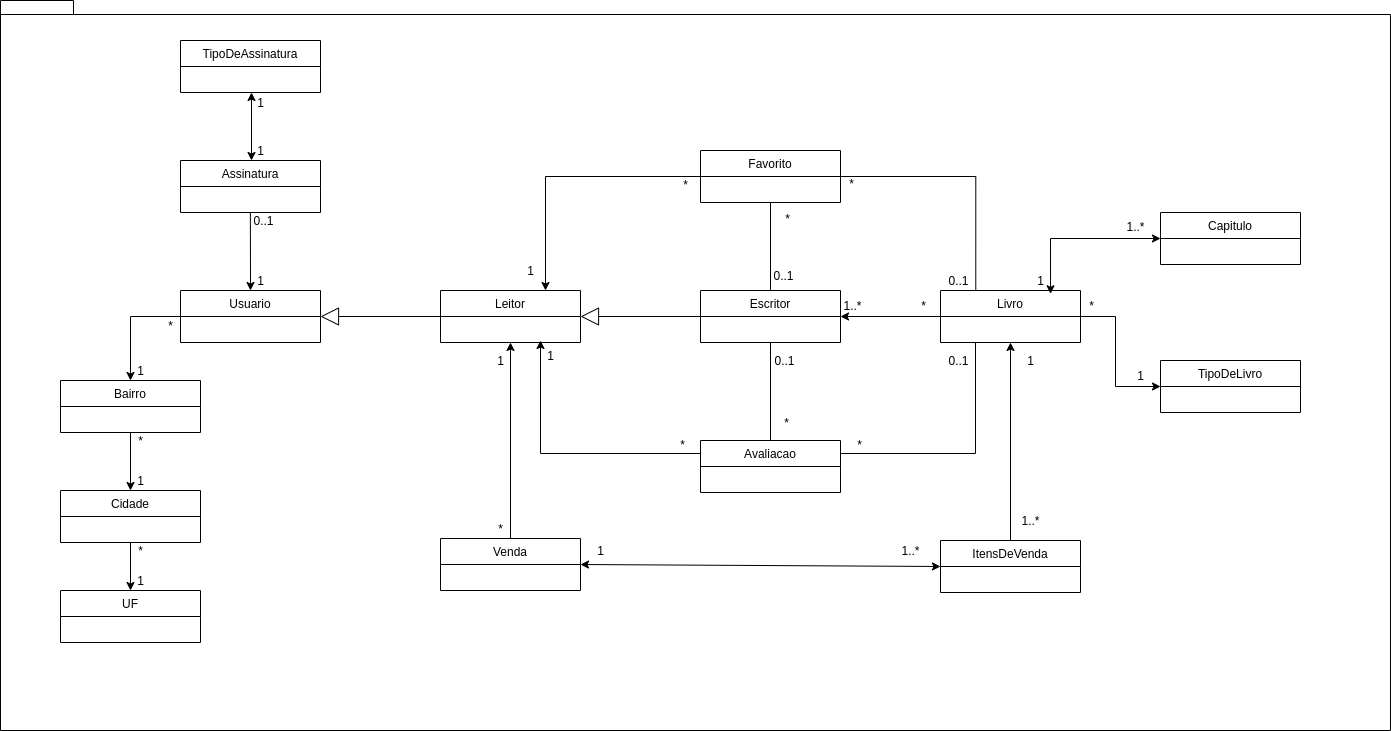 TipoDeAssinatura
1
1
Assinatura
0..1
1
Usuario
*
1
Bairro
*
1
Cidade
*
1
UF
Leitor
1
1
1
Favorito
*
*
*
0..1
0..1
Escritor
1..*
*
Livro
1
1..*
Capitulo
*
1
TipoDeLivro
0..1
0..1
1
*
*
*
Avaliacao
*
Venda
1
1..*
1..*
ItensDeVenda